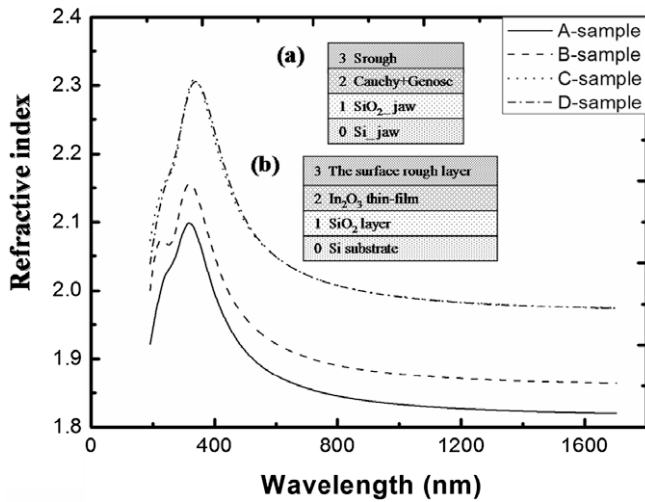 2.4
2.3
2.2
2.1
2.0
1.9
1.8
Refractive index
0
400
800
1200
1600
Wavelength (nm)
A-sample
B-sample
C-sample
D-sample
(a)
3 Srough
2 Cauchy+Genosc
1 SiO₂_jaw
0 Si_jaw
(b)
3 The surface rough layer
2 In₂O₃ thin-film
1 SiO₂ layer
0 Si substrate